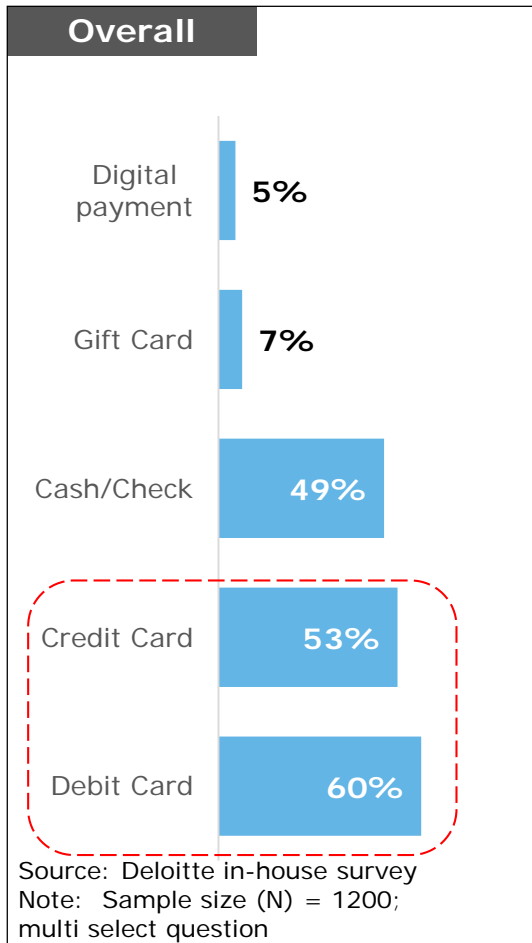 Overall
Digital
payment
5%
Gift Card
7%
Cash/Check
49%
Credit Card
53%
Debit Card
60%
Source: Deloitte in-house survey
Note: Sample size (N) = 1200;
multi select question